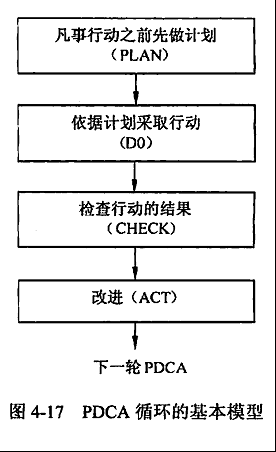 凡事行动之前先做计划
（PLAN）
依据计划采取行动
(D0)
检查行动的结果
（CHECK）
改进（ACT）
下一轮 PDCA
图 4-17 PDCA 循环的基本模型